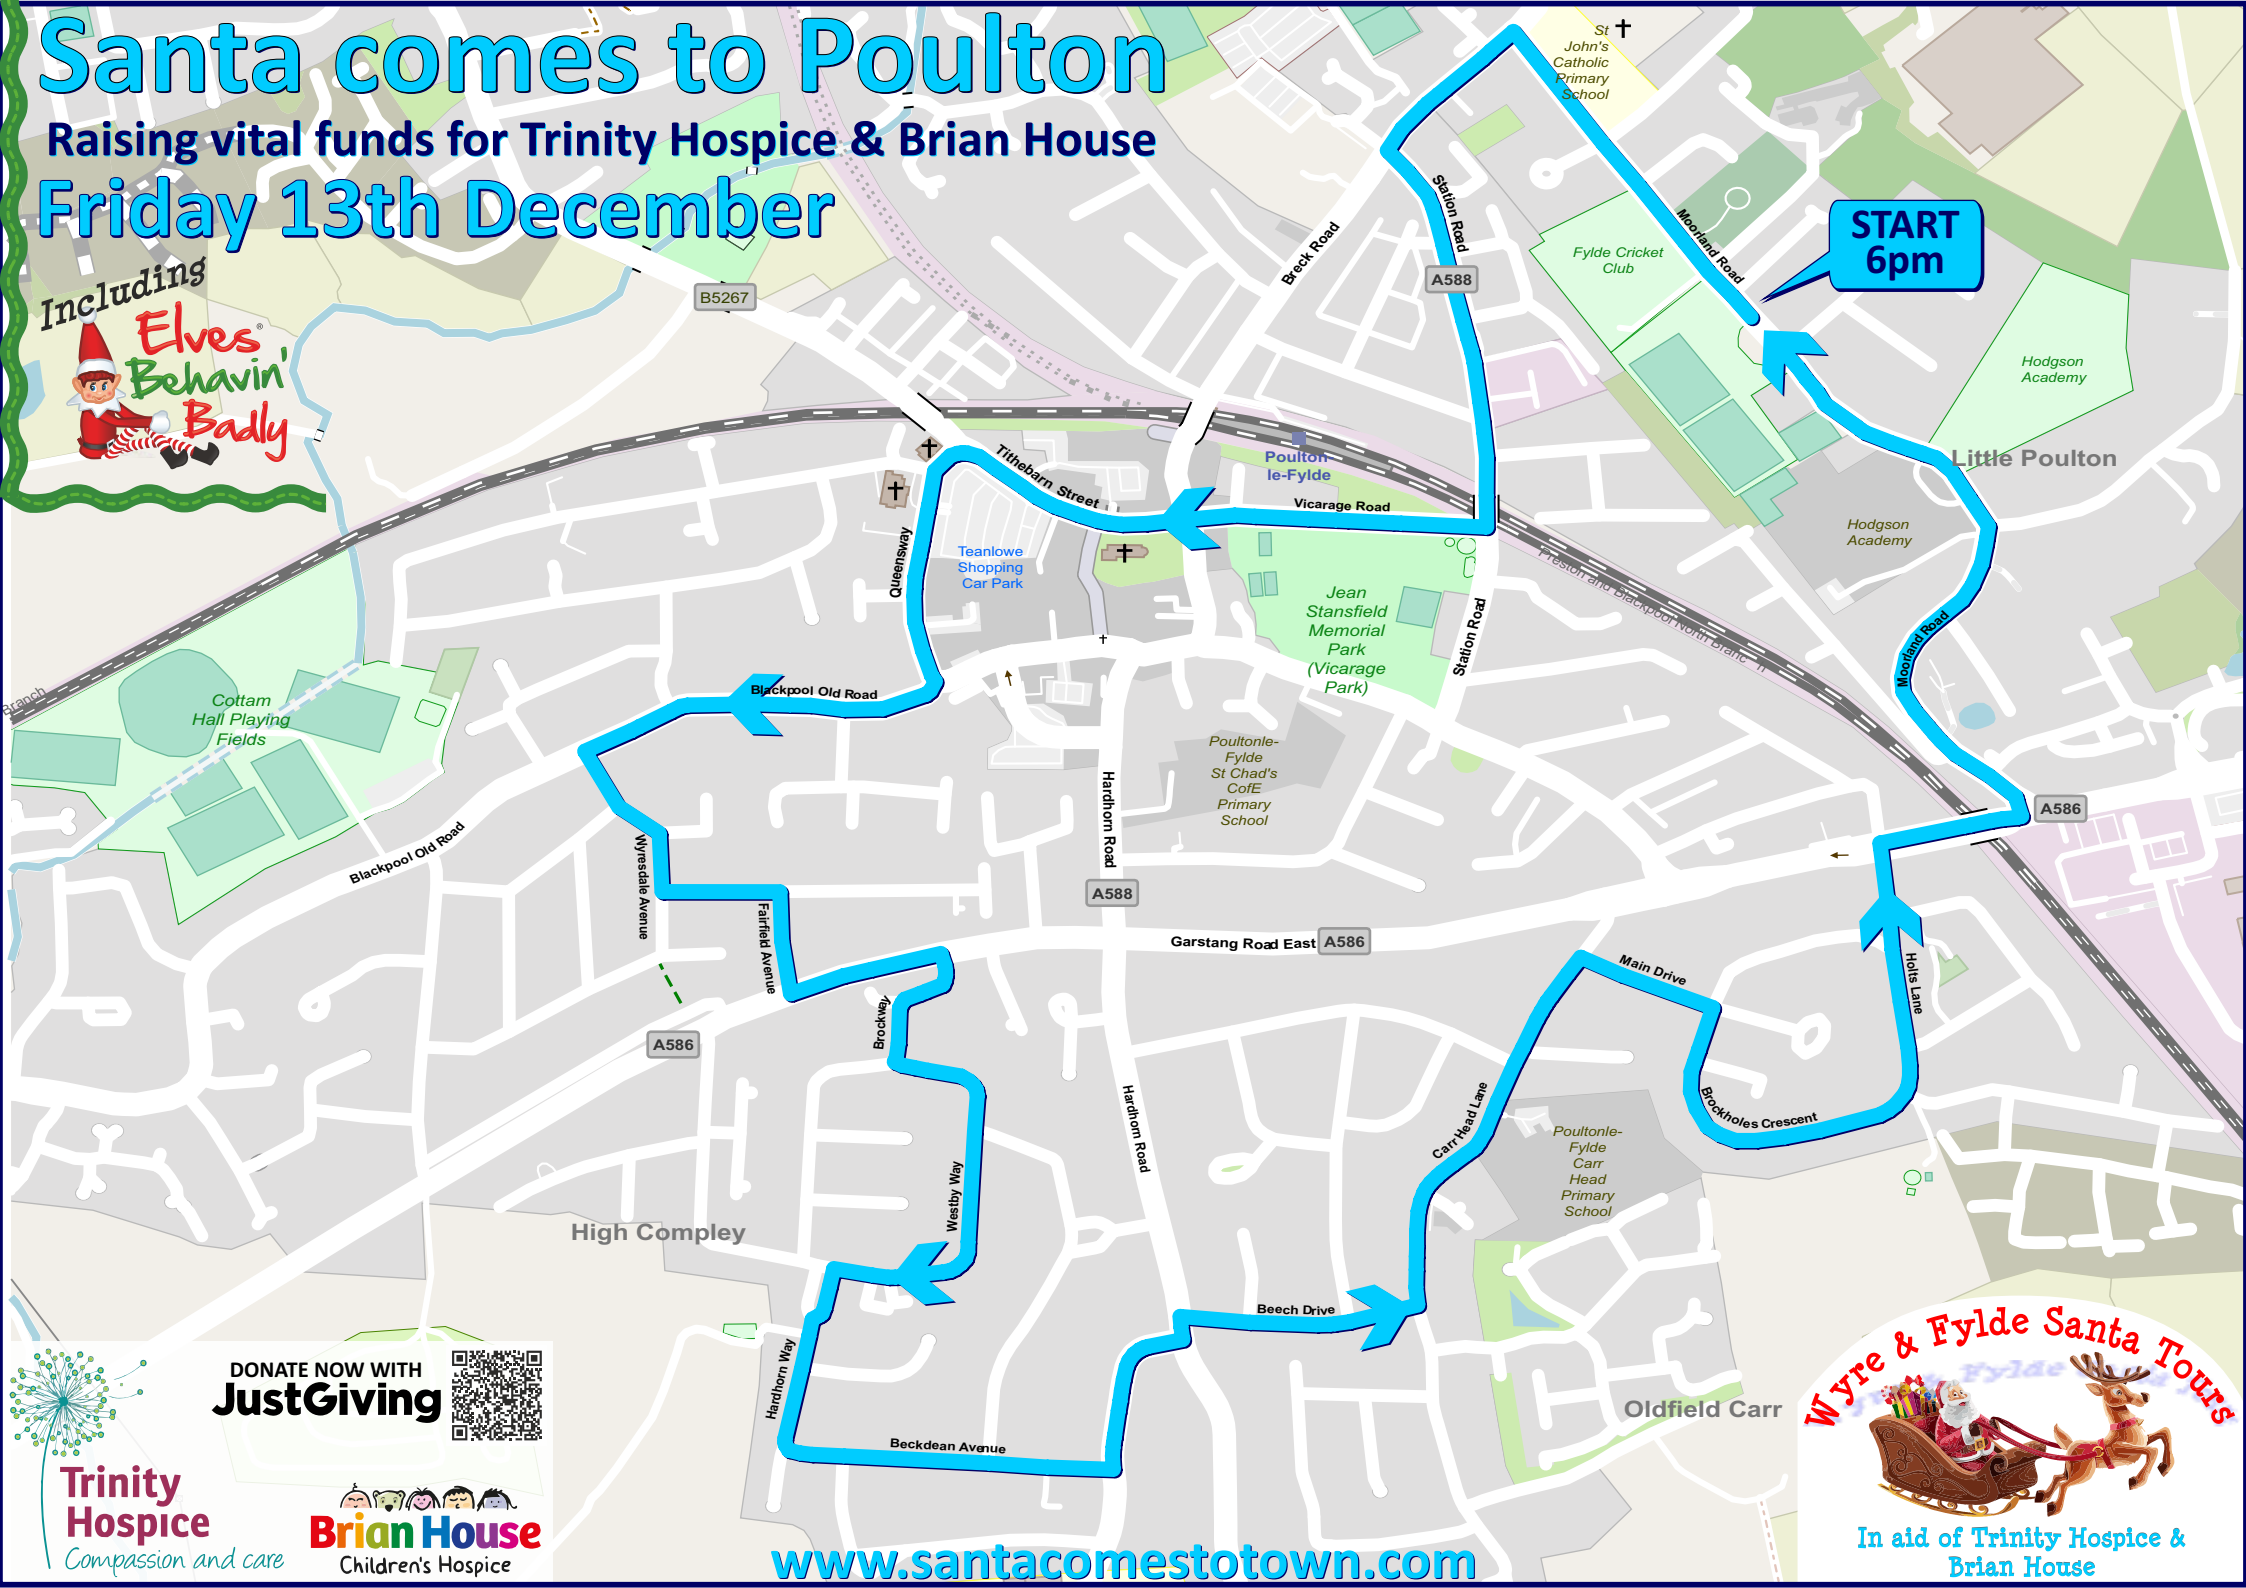 Santa comes to Poulton
Raising vital funds for Trinity Hospice & Brian House
Friday 13th December
Including
Elves®
Behavin'
Badly
St
John's
Catholic
Primary
School
START
6pm
Moorland Road
Fylde Cricket
Club
Station Road
A588
Breck Road
B5267
Hodgson
Academy
Little Poulton
Hodgson
Academy
Poulton-
le-Fylde
Tithebarn Street
Vicarage Road
Queensway
Teanlowe
Shopping
Car Park
Jean
Stansfield
Memorial
Park
(Vicarage
Park)
Station Road
Preston and Blackpool North Branc h
Moorland Road
Branch
Cottam
Hall Playing
Fields
Blackpool Old Road
Poultonle-
Fylde
St Chad's
CofE
Primary
School
Hardhorn Road
A586
Blackpool Old Road
Wyresdale Avenue
Fairfield Avenue
A588
Garstang Road East
A586
Main Drive
Holts Lane
Brockway
A586
Hardhorn Road
Carr Head Lane
Brockholes Crescent
Poultonle-
Fylde
Carr
Head
Primary
School
Westby Way
High Compley
Beech Drive
Hardhorn Way
Beckdean Avenue
Oldfield Carr
DONATE NOW WITH
JustGiving
Trinity
Hospice
Compassion and care
Brian House
Children's Hospice
www.santacomestotown.com
Wyre & Fylde Santa Tours
In aid of Trinity Hospice &
Brian House